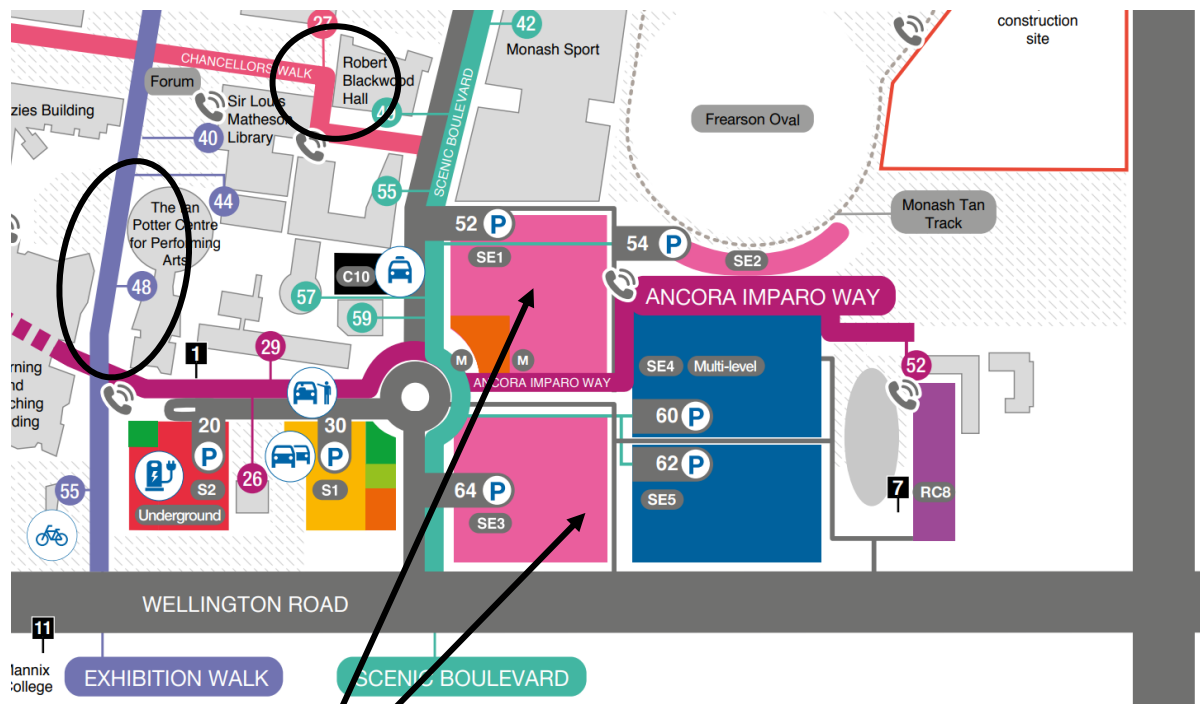 27
42
construction
site
Monash Sport
CHANCELLORS WALK
Robert
Blackwood
Hall
Forum
SCENIC BOULEVARD
Sir Louis
Matheson
Library
zies Building
40
Frearson Oval
44
55
The Ian
Potter Centre
for Performing
Arts
Monash Tan
Track
52 P
54 P
SE1
SE2
C10
48
57
59
ANCORA IMPARO WAY
1
29
M
M
ANCORA IMPARO WAY
SE4
Multi-level
52
rning
nd
ching
ding
20
P
S2
Underground
30
P
S1
26
60 P
62 P
SE5
64 P
SE3
7
RC8
55
WELLINGTON ROAD
11
Mannix
College
EXHIBITION WALK
SCENIC BOULEVARD